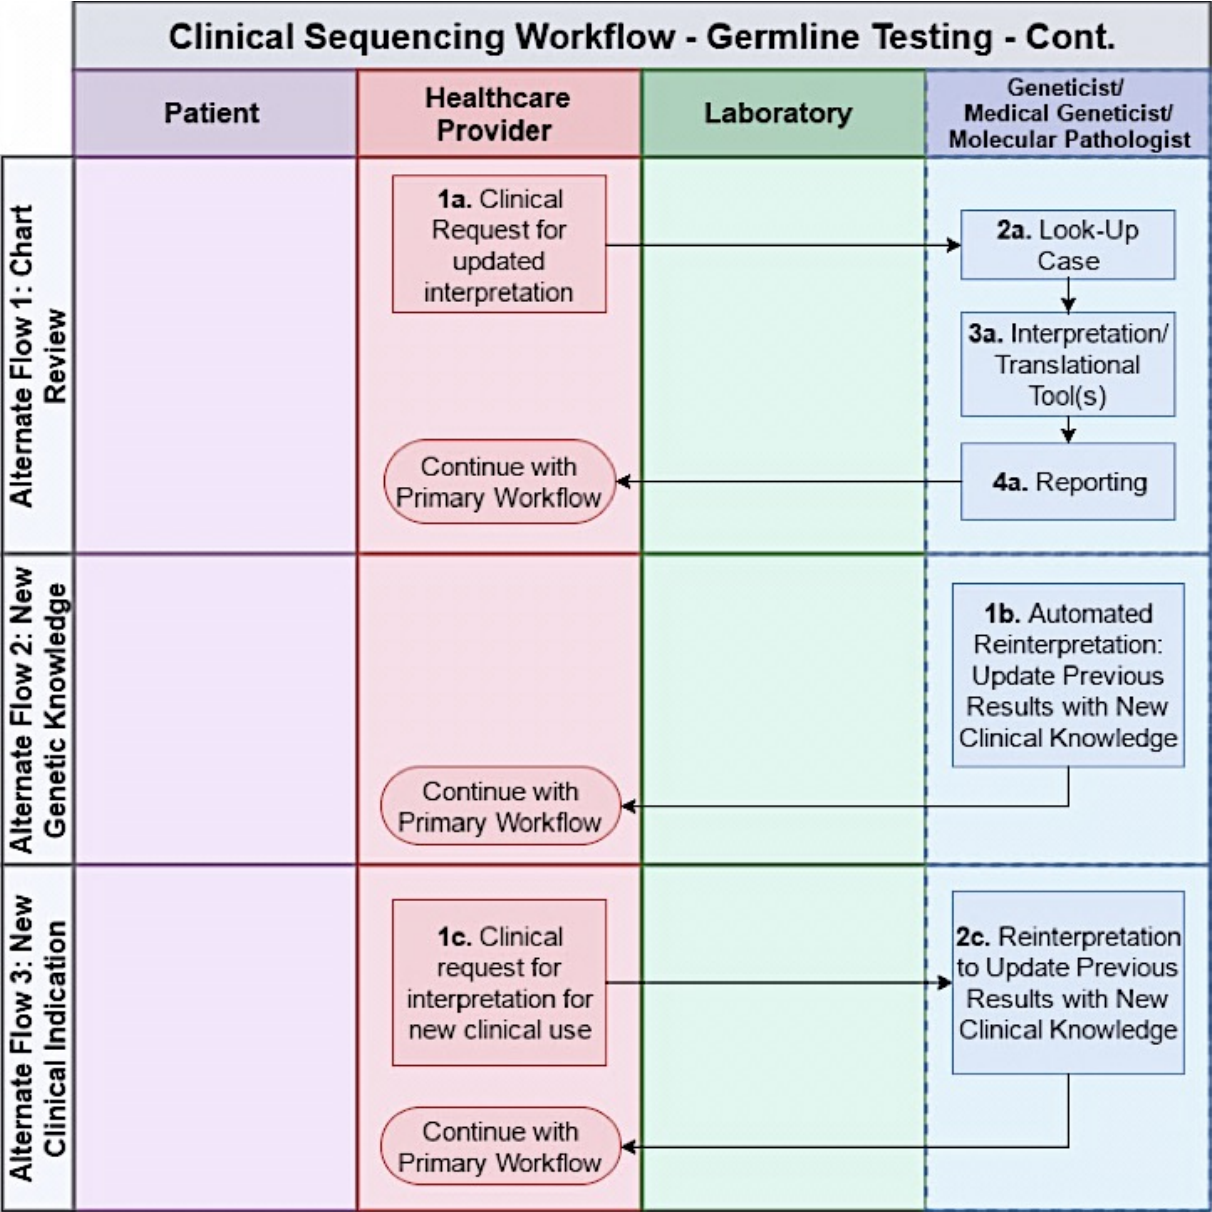 Clinical Sequencing Workflow - Germline Testing - Cont.
Patient
Healthcare
Provider
Laboratory
Geneticist/
Medical Geneticist/
Molecular Pathologist
Alternate Flow 1: Chart
Review
1a. Clinical
Request for
updated
interpretation
2a. Look-Up
Case
3a. Interpretation/
Translational
Tool(s)
4a. Reporting
Continue with
Primary Workflow
Alternate Flow 2: New
Genetic Knowledge
1b. Automated
Reinterpretation:
Update Previous
Results with New
Clinical Knowledge
Continue with
Primary Workflow
Alternate Flow 3: New
Clinical Indication
1c. Clinical
request for
interpretation for
new clinical use
2c. Reinterpretation
to Update Previous
Results with New
Clinical Knowledge
Continue with
Primary Workflow